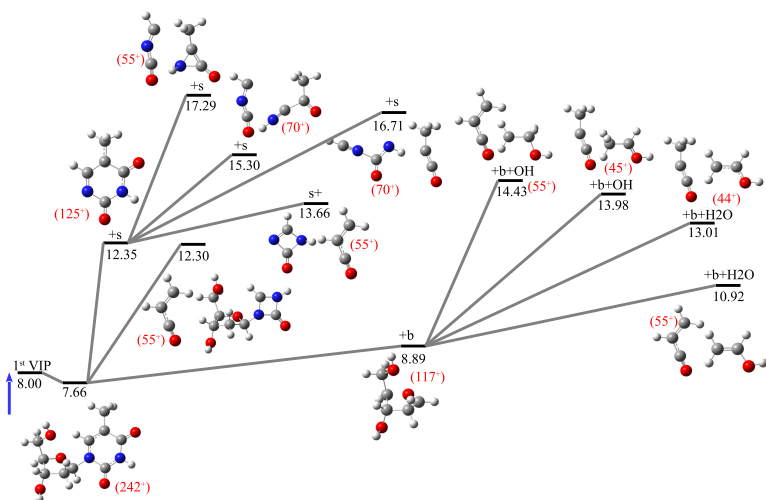 (55⁺)
+s
17.29
+s
15.30
(70⁺)
+s
16.71
(70⁺)
+b+OH
14.43
(55⁺)
(45⁺)
+b+OH
13.98
(44⁺)
+b+H2O
13.01
+b+H2O
10.92
(55⁺)
(125⁺)
+s
12.35
12.30
s+
13.66
(55⁺)
(55⁺)
+b
8.89
(117⁺)
1ˢᵗ VIP
8.00
7.66
(242⁺)